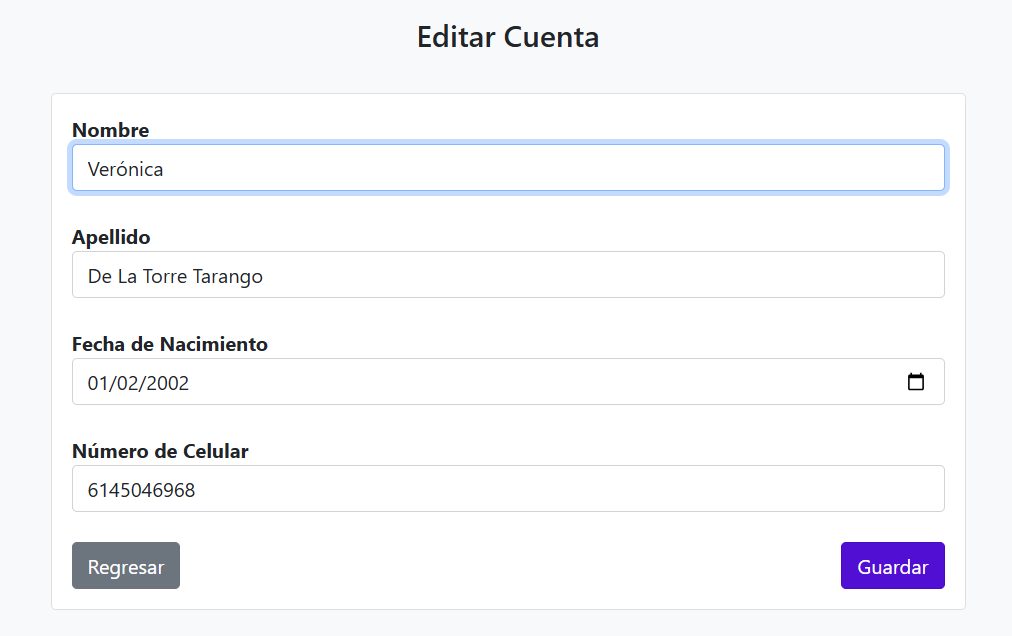 Editar Cuenta
Nombre
Verónica
Apellido
De La Torre Tarango
Fecha de Nacimiento
01/02/2002
Número de Celular
6145046968
Regresar
Guardar